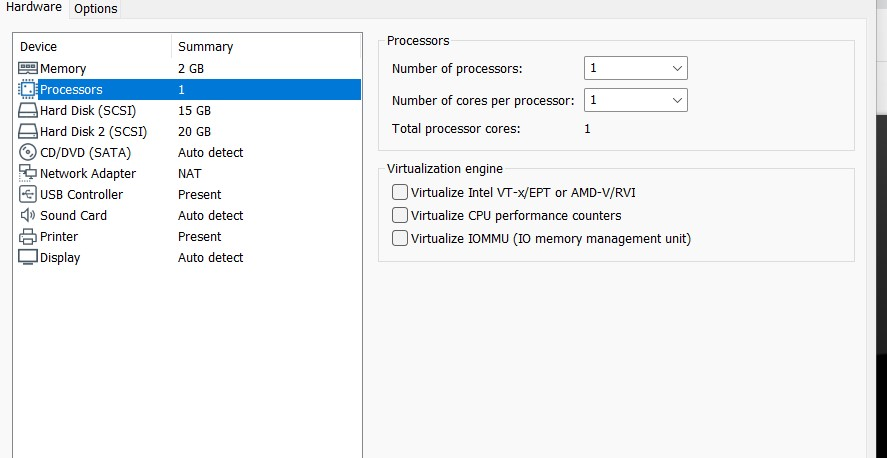 Hardware
Options
Device Summary
Memory 2 GB
Processors 1
Hard Disk (SCSI) 15 GB
Hard Disk 2 (SCSI) 20 GB
CD/DVD (SATA) Auto detect
Network Adapter NAT
USB Controller Present
Sound Card Auto detect
Printer Present
Display Auto detect
Processors
Number of processors: 1
Number of cores per processor: 1
Total processor cores: 1
Virtualization engine
Virtualize Intel VT-x/EPT or AMD-V/RVI
Virtualize CPU performance counters
Virtualize IOMMU (IO memory management unit)